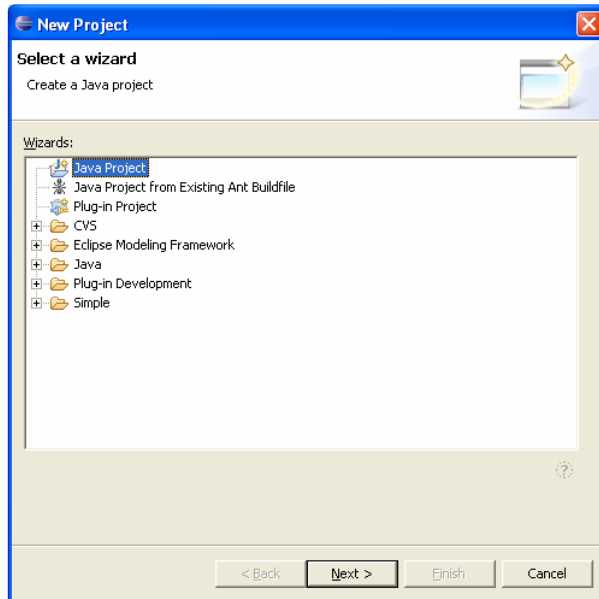 New Project
Select a wizard
Create a Java project
Wizards:
Java Project
Java Project from Existing Ant Buildfile
Plug-in Project
CVS
Eclipse Modeling Framework
Java
Plug-in Development
Simple
< Back Next > Finish Cancel